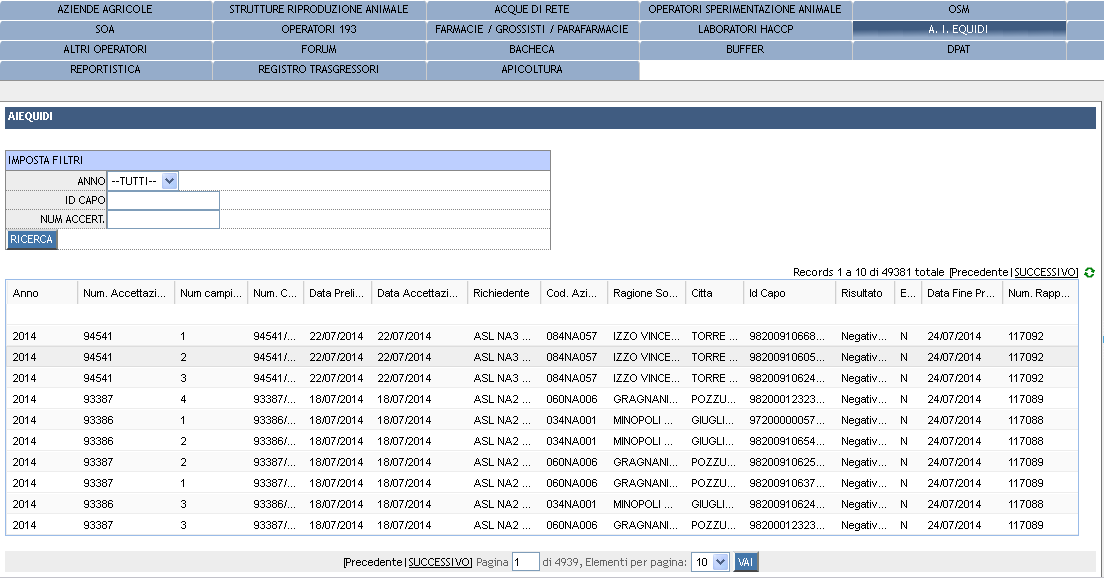 AZIENDE AGRICOLE STRUTTURE RIPRODUZIONE ANIMALE ACQUE DI RETE OPERATORI SPERIMENTAZIONE ANIMALE OSM
SOA OPERATORI 193 FARMACIE / GROSSISTI / PARAFARMACIE LABORATORI HACCP A. I. EQUIDI
ALTRI OPERATORI FORUM BACHECA BUFFER DPAT
REPORTISTICA REGISTRO TRASGRESSORI APICOLTURA
AIEQUIDI
IMPOSTA FILTRI
ANNO --TUTTI--
ID CAPO
NUM ACCERT.
RICERCA
Records 1 a 10 di 49381 totale [Precedente|SUCCESSIVO]
Anno Num. Accettazi... Num campi... Num. C... Data Preli... Data Accettazi... Richiedente Cod. Azi... Ragione So... Citta Id Capo Risultato E... Data Fine Pr... Num. Rapp...
2014 94541 1 94541/... 22/07/2014 22/07/2014 ASL NA3 ... 084NA057 IZZO VINCE... TORRE ... 98200910668... Negativ... N 24/07/2014 117092
2014 94541 2 94541/... 22/07/2014 22/07/2014 ASL NA3 ... 084NA057 IZZO VINCE... TORRE ... 98200910605... Negativ... N 24/07/2014 117092
2014 94541 3 94541/... 22/07/2014 22/07/2014 ASL NA3 ... 084NA057 IZZO VINCE... TORRE ... 98200910624... Negativ... N 24/07/2014 117092
2014 93387 4 93387/... 18/07/2014 18/07/2014 ASL NA2 ... 060NA006 GRAGNANI... POZZU... 98200012323... Negativ... N 24/07/2014 117089
2014 93386 1 93386/... 18/07/2014 18/07/2014 ASL NA2 ... 034NA001 MINOPOLI ... GIUGLI... 97200000057... Negativ... N 24/07/2014 117088
2014 93386 2 93386/... 18/07/2014 18/07/2014 ASL NA2 ... 034NA001 MINOPOLI ... GIUGLI... 98200910654... Negativ... N 24/07/2014 117088
2014 93387 2 93387/... 18/07/2014 18/07/2014 ASL NA2 ... 060NA006 GRAGNANI... POZZU... 98200910625... Negativ... N 24/07/2014 117089
2014 93387 1 93387/... 18/07/2014 18/07/2014 ASL NA2 ... 060NA006 GRAGNANI... POZZU... 98200910637... Negativ... N 24/07/2014 117089
2014 93386 3 93386/... 18/07/2014 18/07/2014 ASL NA2 ... 034NA001 MINOPOLI ... GIUGLI... 98200910624... Negativ... N 24/07/2014 117088
2014 93387 3 93387/... 18/07/2014 18/07/2014 ASL NA2 ... 060NA006 GRAGNANI... POZZU... 98200012323... Negativ... N 24/07/2014 117089
[Precedente|SUCCESSIVO] Pagina 1 di 4939, Elementi per pagina: 10 VAI